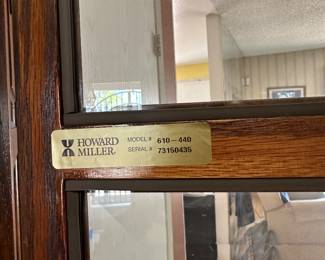 HOWARD MILLER MODEL # 610-440
SERIAL # 73150435